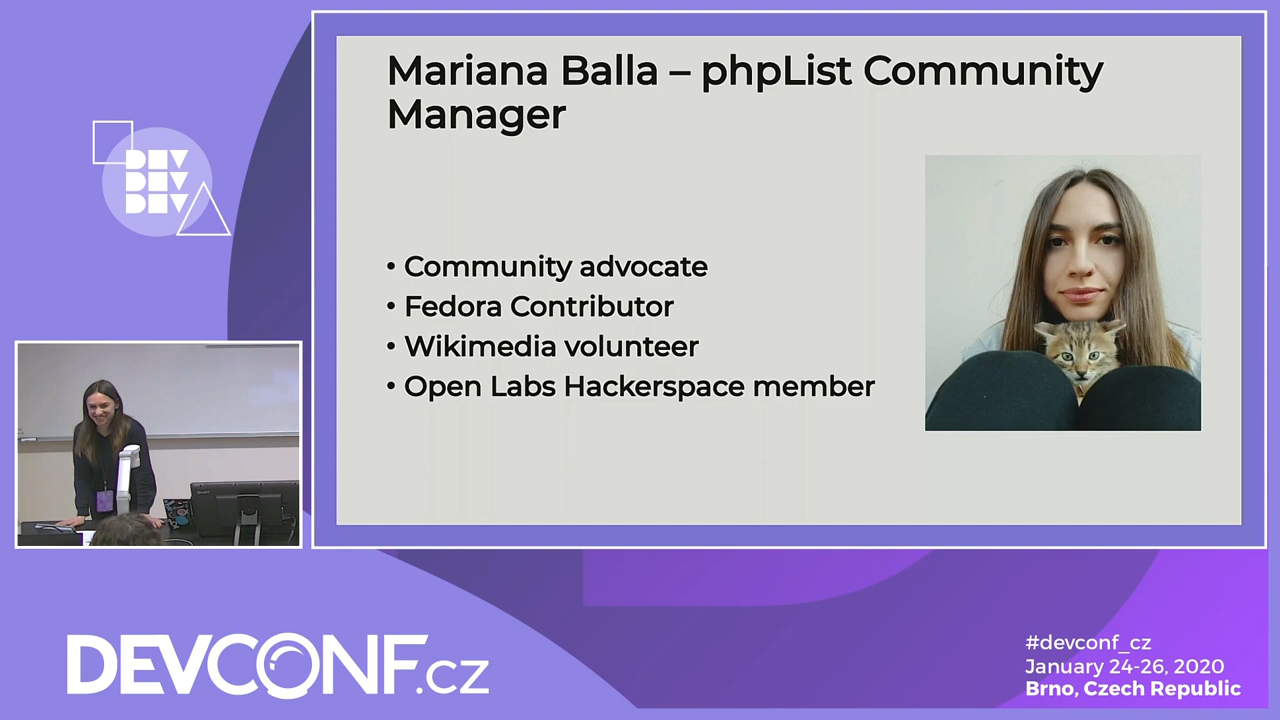 Mariana Balla – phpList Community
Manager
• Community advocate
• Fedora Contributor
• Wikimedia volunteer
• Open Labs Hackerspace member
DEV
DEV
DEV
DEVCONF.cz
#devconf_cz
January 24-26, 2020
Brno, Czech Republic